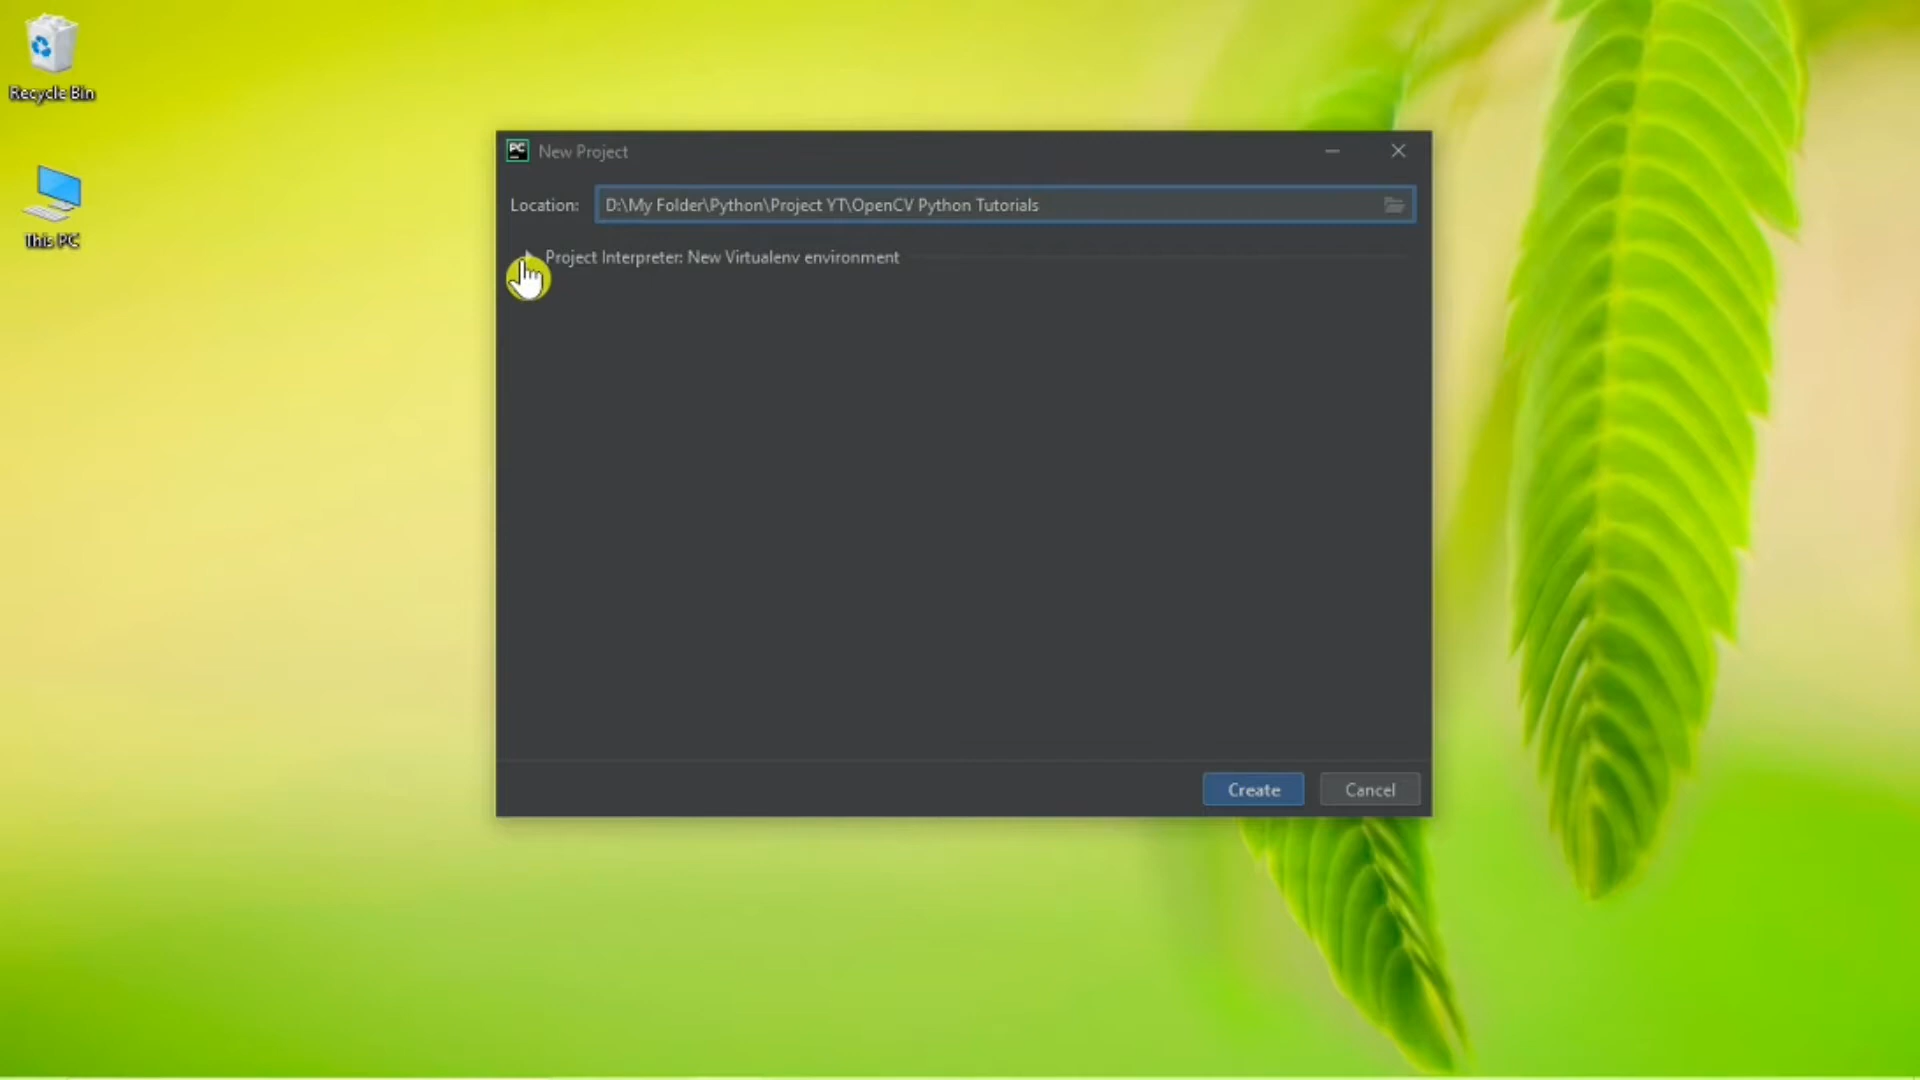 Recycle Bin
This PC
PC New Project
Location: D:\My Folder\Python\Project YT\OpenCV Python Tutorials
Project Interpreter: New Virtualenv environment
Create Cancel